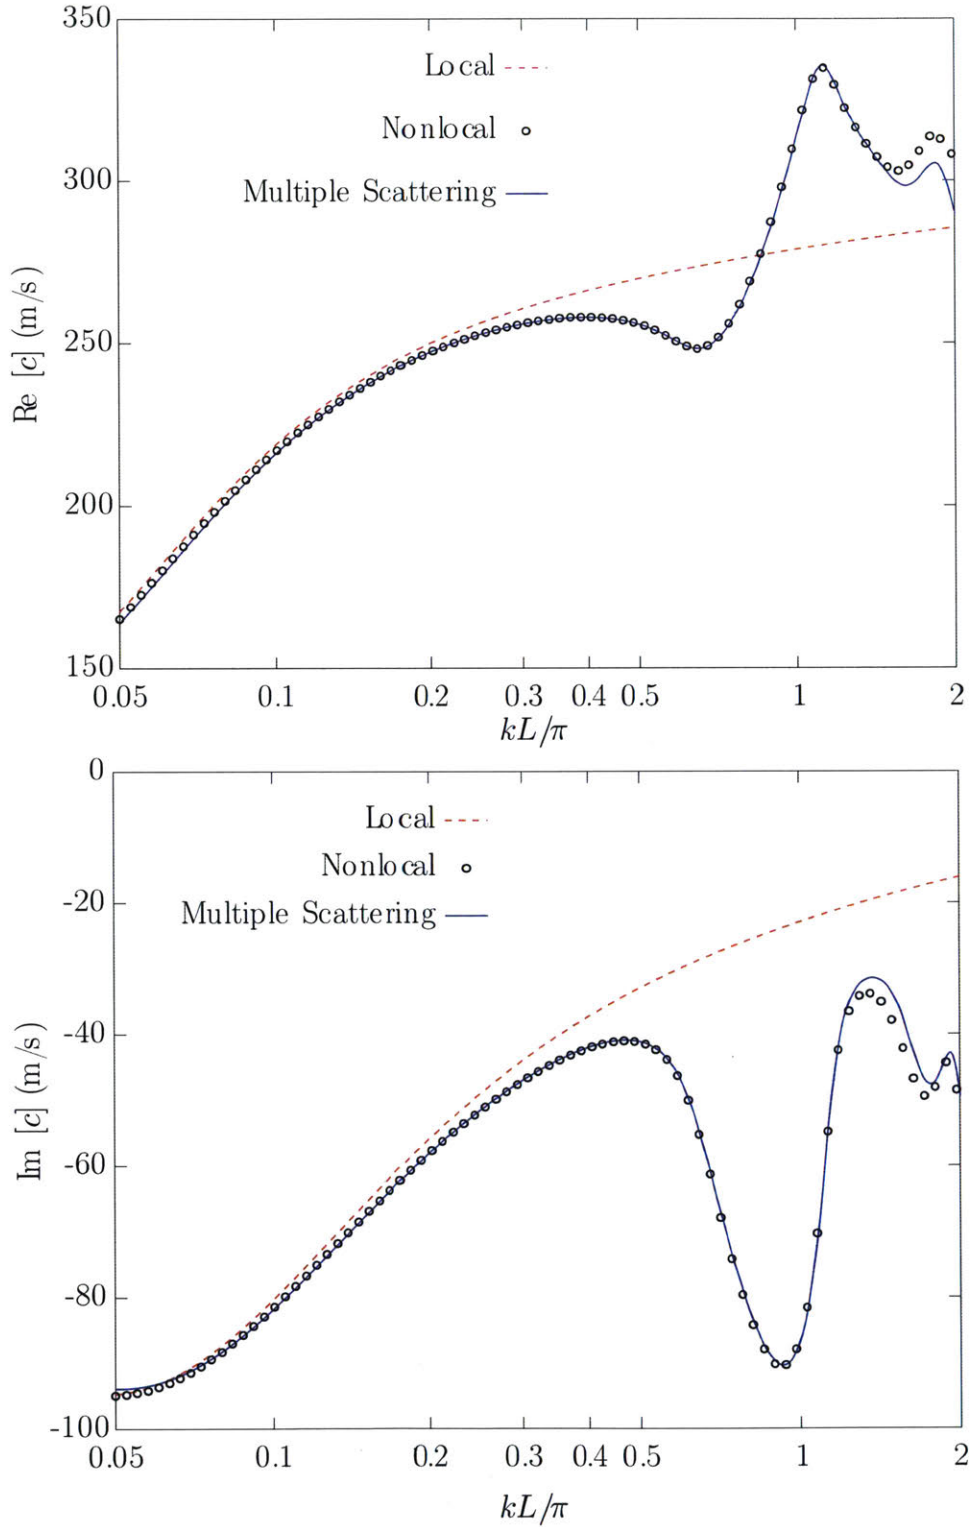 350
300
250
200
150
Re [c] (m/s)
Local
Nonlocal
Multiple Scattering
0.05 0.1 0.2 0.3 0.4 0.5 1 2
kL/π
0
-20
-40
-60
-80
-100
Im [c] (m/s)
Local
Nonlocal
Multiple Scattering
0.05 0.1 0.2 0.3 0.4 0.5 1 2
kL/π